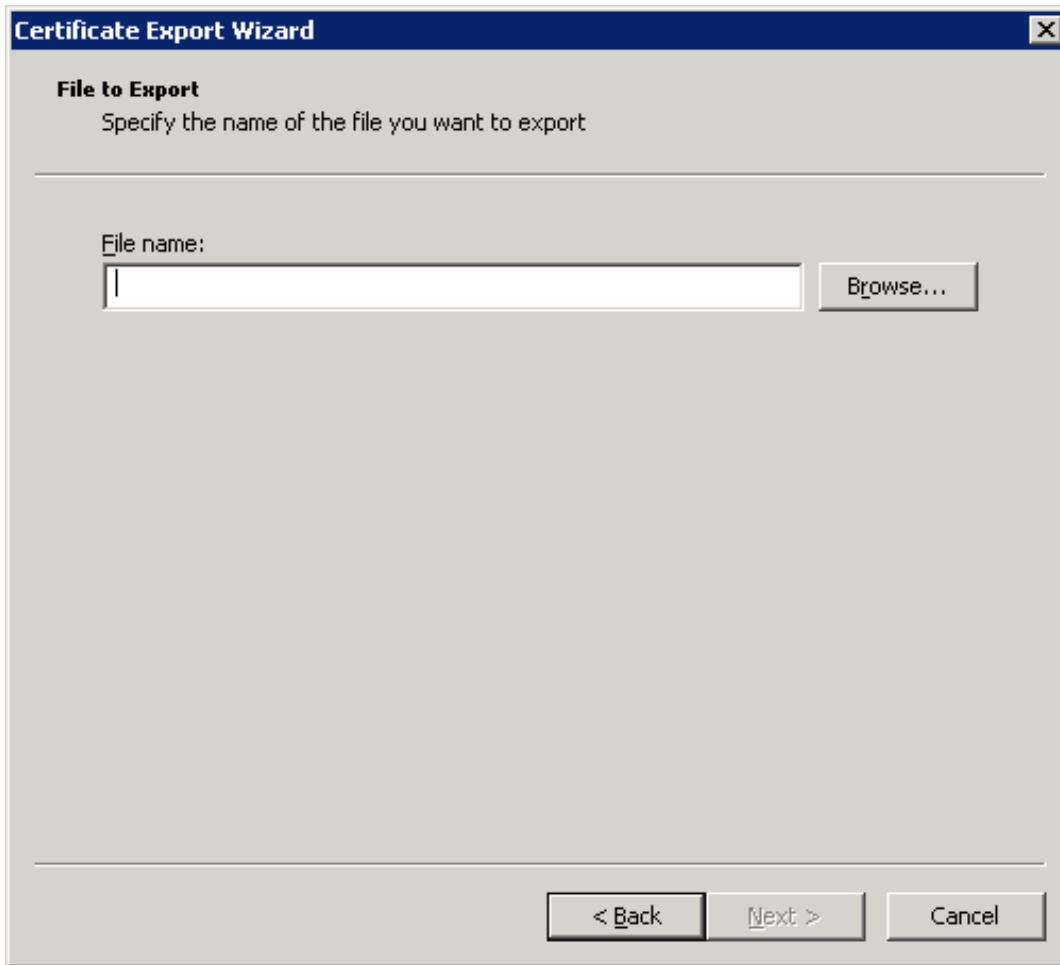 Certificate Export Wizard
File to Export
Specify the name of the file you want to export
File name:
Browse...
< Back
Next >
Cancel